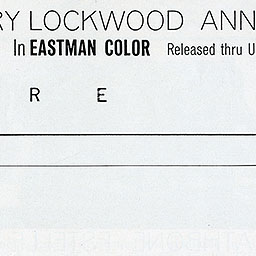 RY LOCKWOOD ANN
In EASTMAN COLOR Released thru U
R E